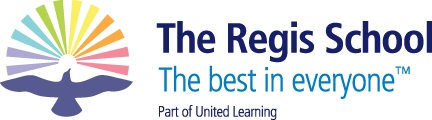 The Regis School
The best in everyone™
Part of United Learning